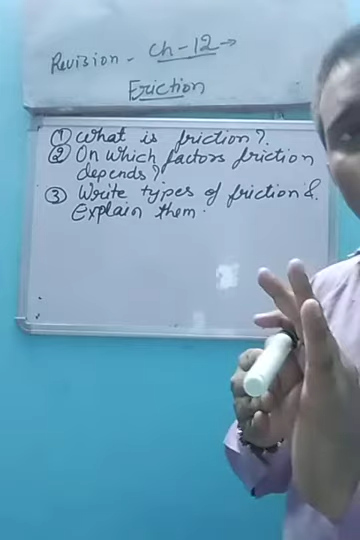 Revision - Ch-12 →
Friction
① What is friction?
② On which factors friction
depends?
③ Write types of friction &
explain them.